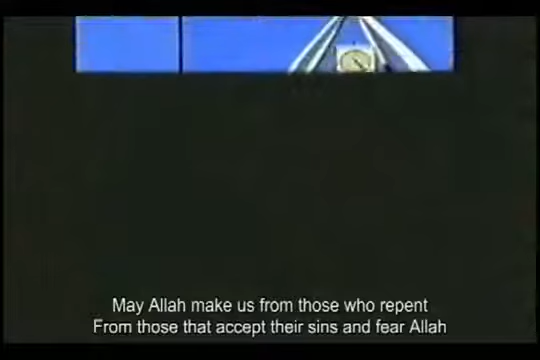 May Allah make us from those who repent
From those that accept their sins and fear Allah